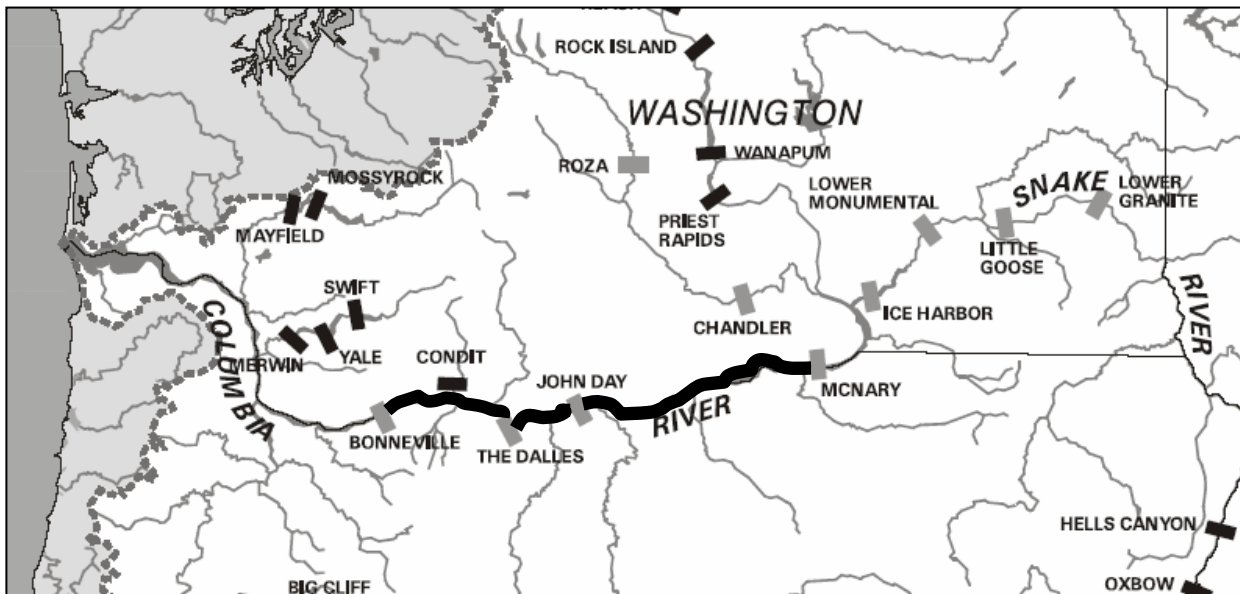 ROCK ISLAND
WASHINGTON
ROZA
WANAPUM
MOSSYROCK
LOWER
MONUMENTAL
SNAKE
LOWER
GRANITE
MAYFIELD
PRIEST
RAPIDS
LITTLE
GOOSE
SWIFT
RIVER
COLUMBIA
CHANDLER
ICE HARBOR
MERWIN
YALE
CONDIT
JOHN DAY
MCNARY
RIVER
BONNEVILLE
THE DALLES
HELLS CANYON
BIG CLIFF
OXBOW